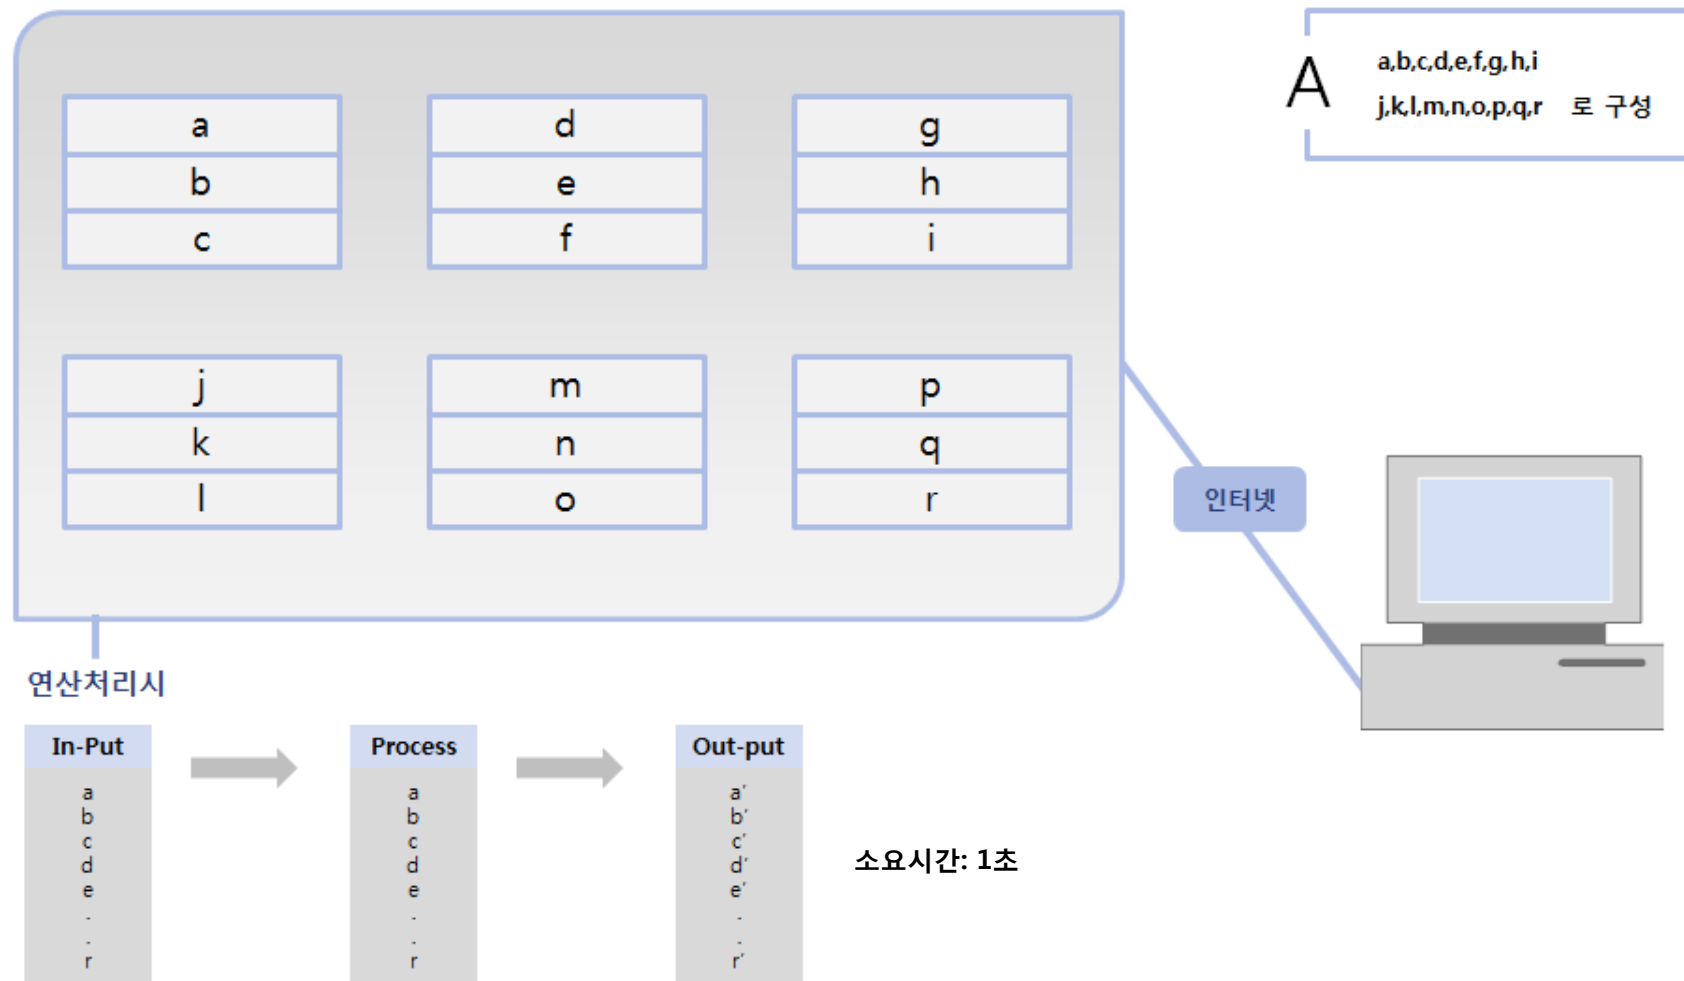 a
b
c
d
e
f
g
h
i
j
k
l
m
n
o
p
q
r
A
a,b,c,d,e,f,g,h,i
j,k,l,m,n,o,p,q,r 로 구성
인터넷
연산처리시
In-Put
a
b
c
d
e
.
.
r
Process
a
b
c
d
e
.
.
r
Out-put
a′
b′
c′
d′
e′
.
.
r′
소요시간: 1초